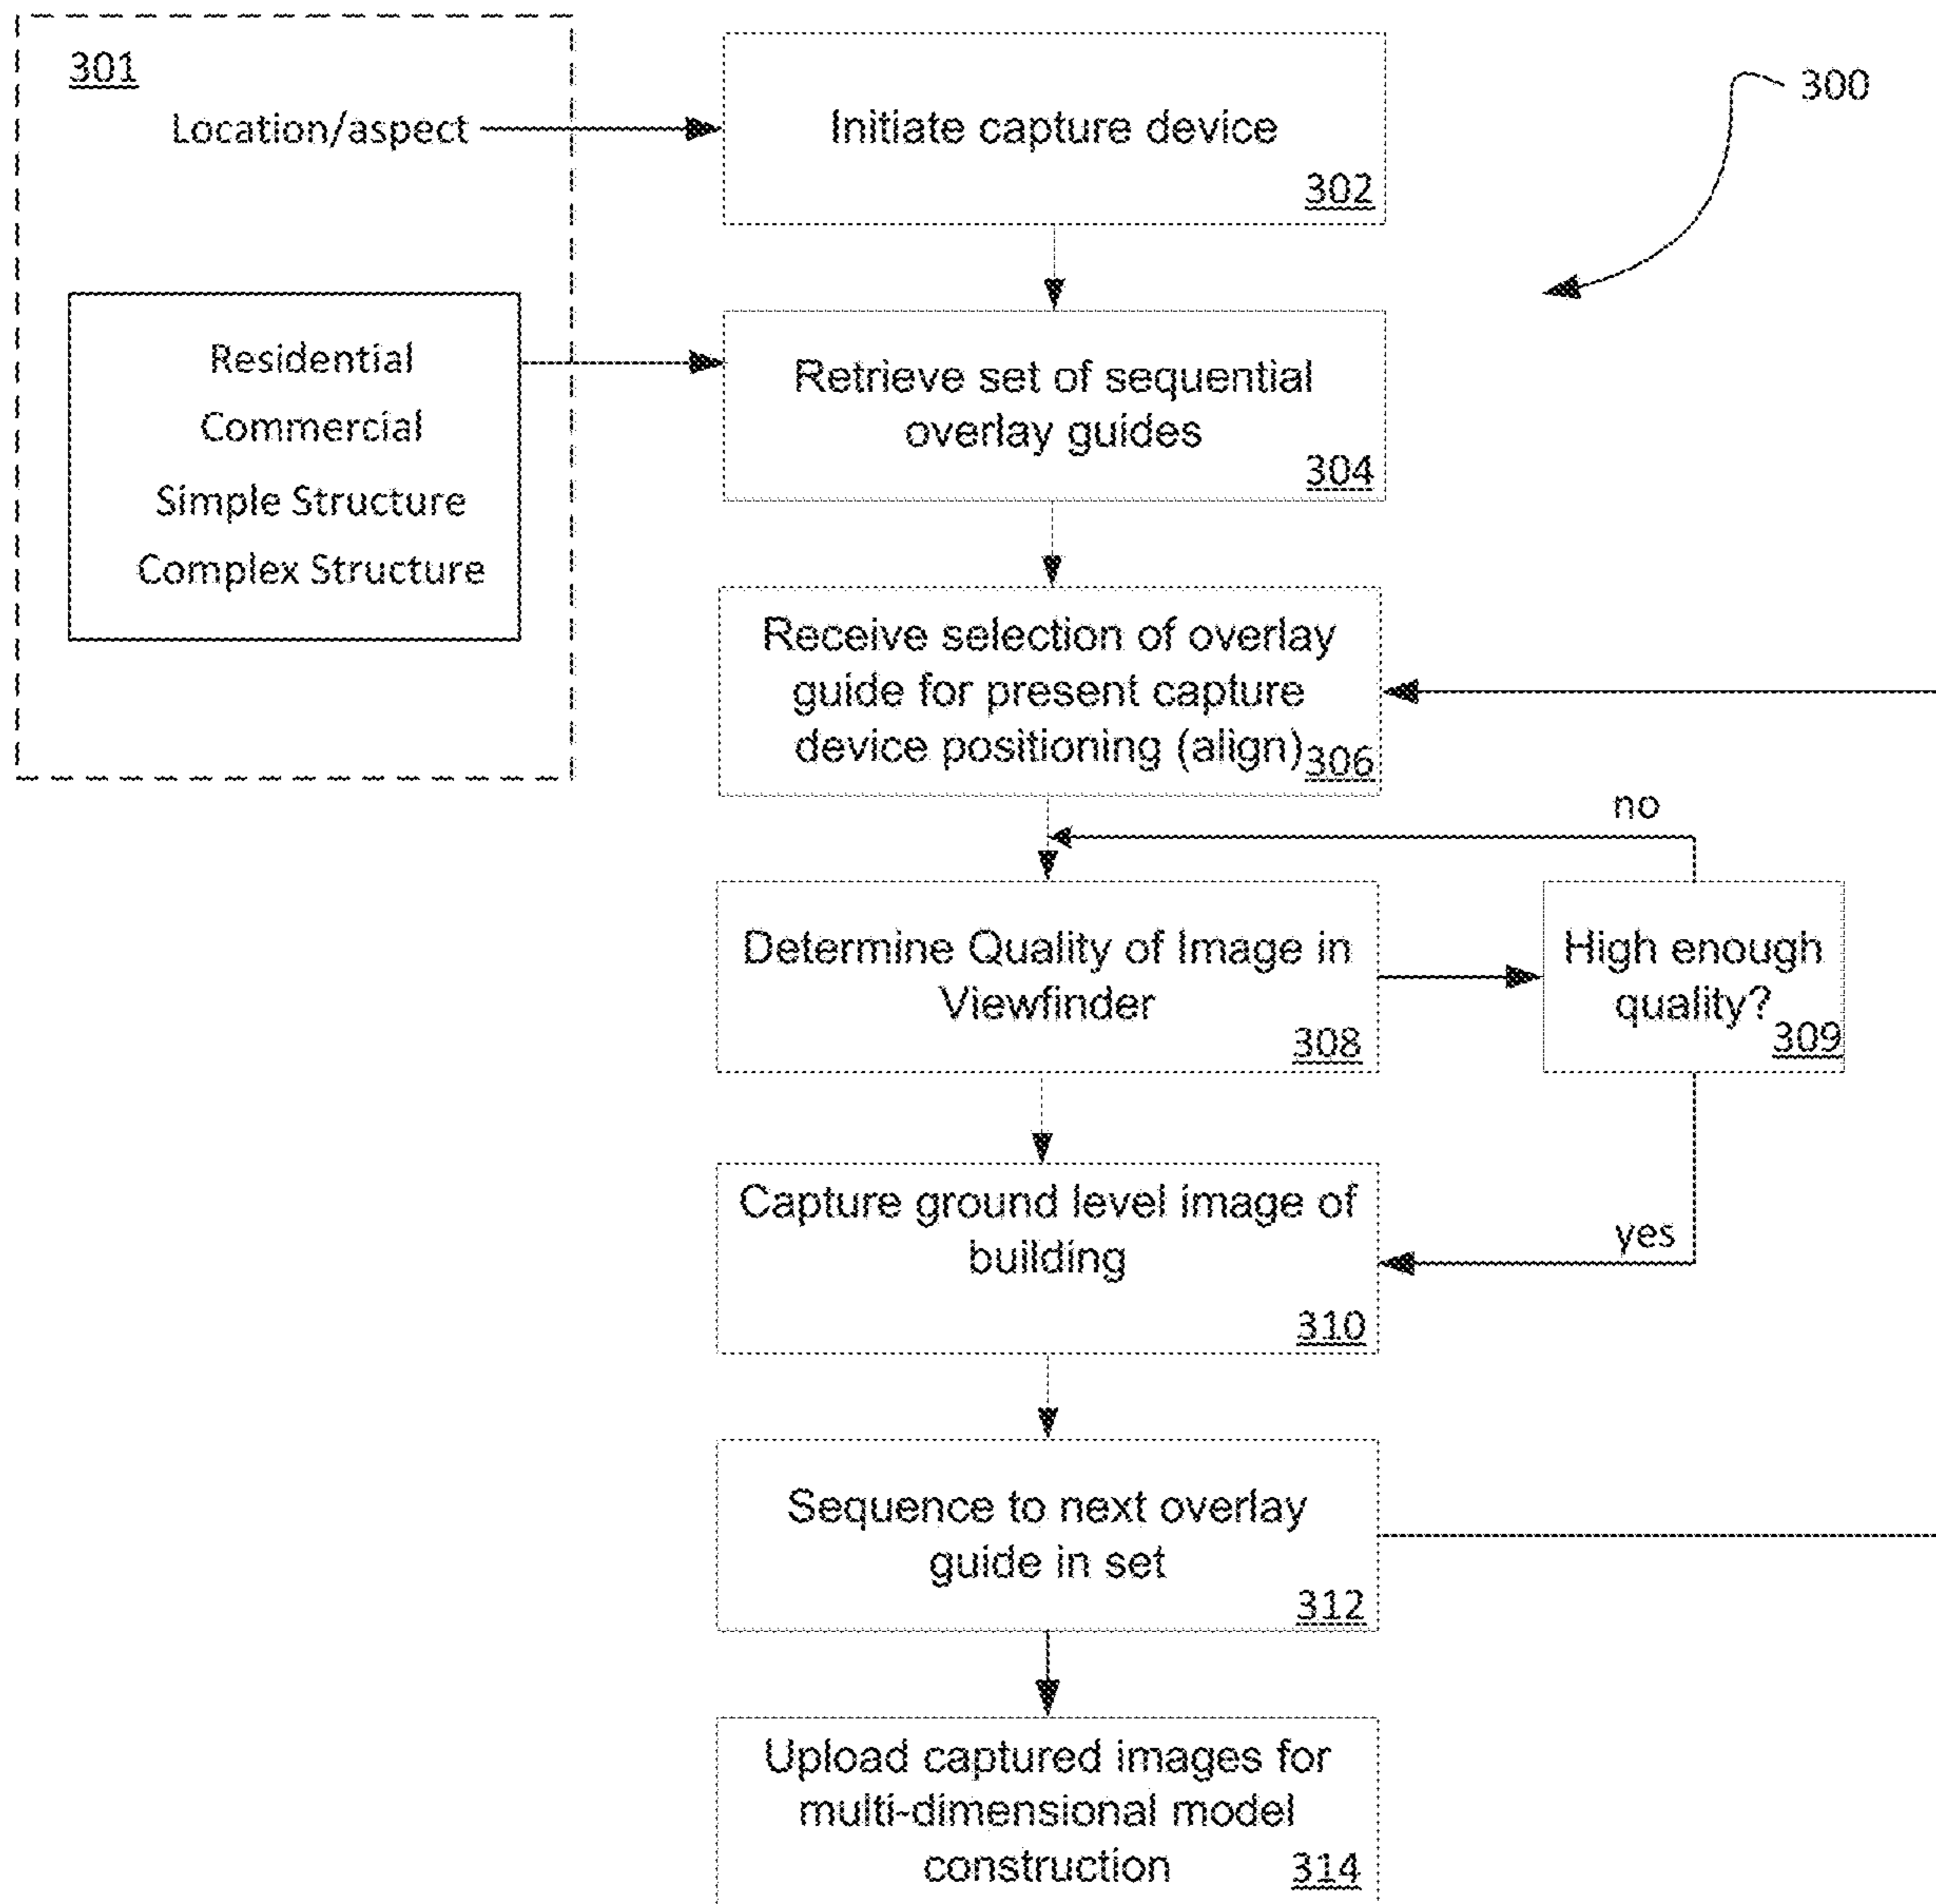 301
Location/aspect
Residential
Commercial
Simple Structure
Complex Structure
300
Initiate capture device
302
Retrieve set of sequential
overlay guides
304
Receive selection of overlay
guide for present capture
device positioning (align)
306
no
Determine Quality of Image in
Viewfinder
308
High enough
quality?
309
yes
Capture ground level image of
building
310
Sequence to next overlay
guide in set
312
Upload captured images for
multi-dimensional model
construction
314